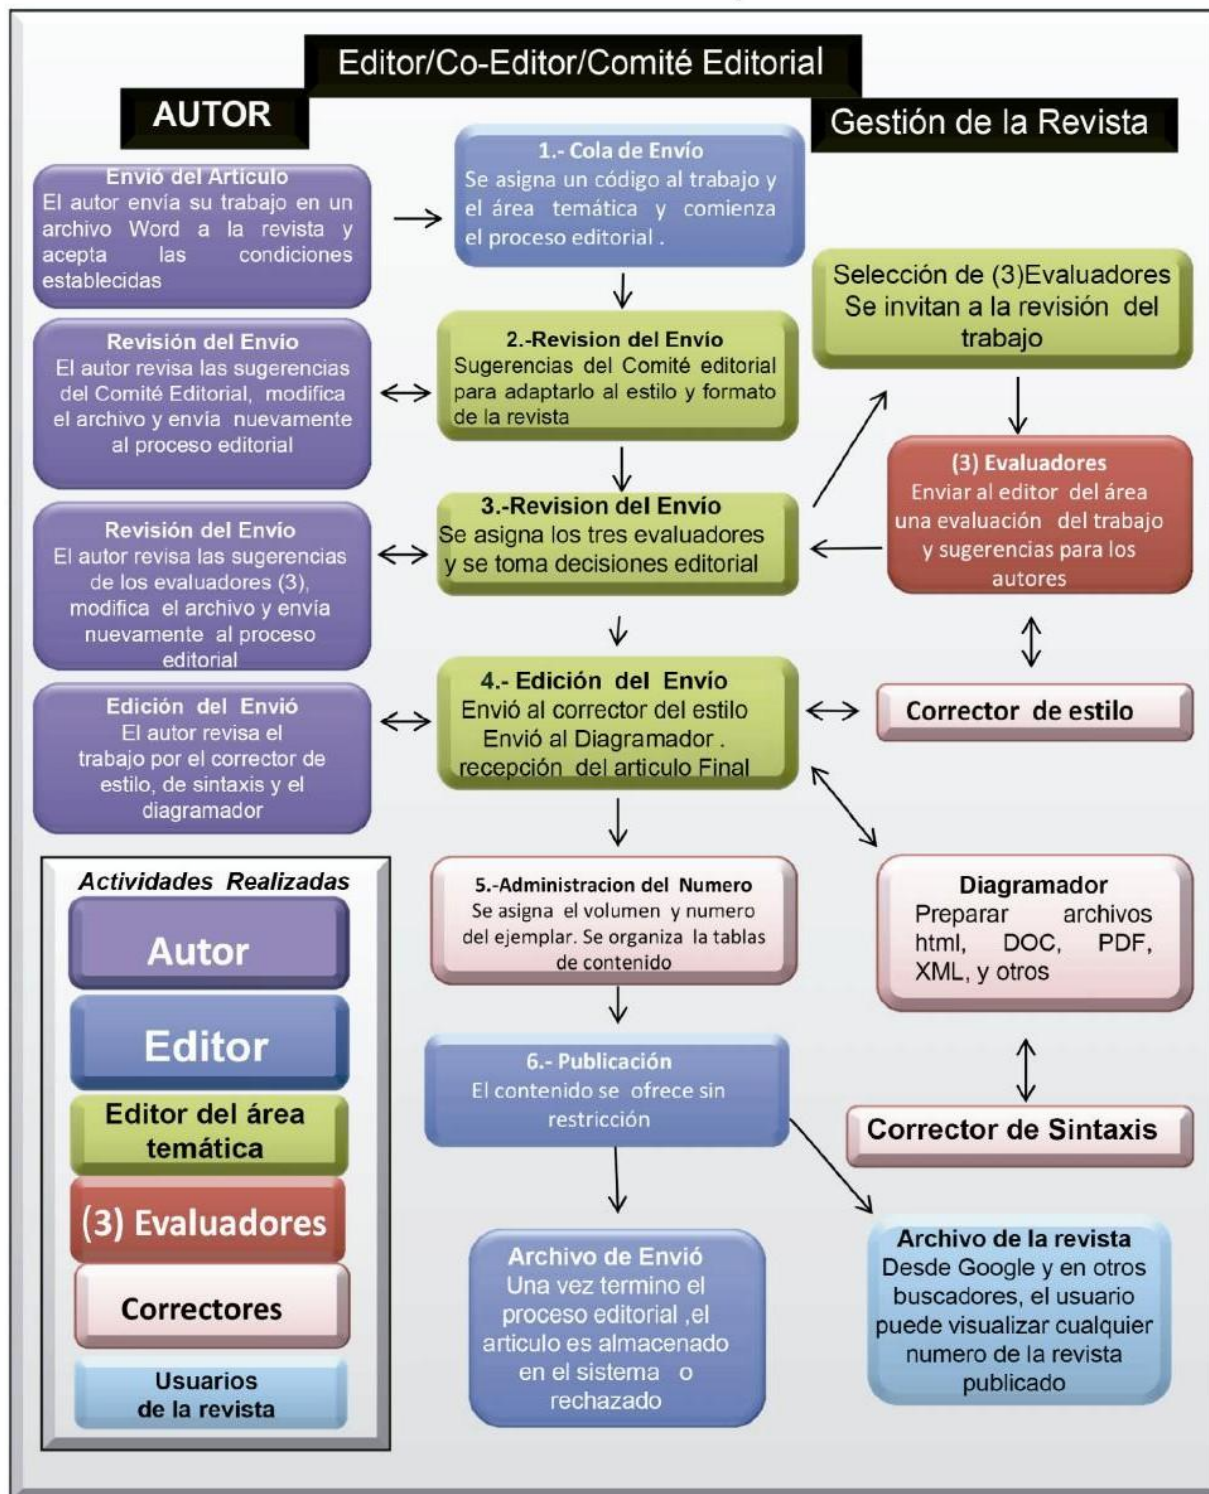 Editor/Co-Editor/Comité Editorial
AUTOR
Gestión de la Revista
Envió del Artículo
El autor envía su trabajo en un
archivo Word a la revista y
acepta las condiciones
establecidas
1.- Cola de Envío
Se asigna un código al trabajo y
el área temática y comienza
el proceso editorial .
Selección de (3)Evaluadores
Se invitan a la revisión del
trabajo
Revisión del Envío
El autor revisa las sugerencias
del Comité Editorial, modifica
el archivo y envía nuevamente
al proceso editorial
2.-Revision del Envío
Sugerencias del Comité editorial
para adaptarlo al estilo y formato
de la revista
(3) Evaluadores
Enviar al editor del área
una evaluación del trabajo
y sugerencias para los
autores
Revisión del Envío
El autor revisa las sugerencias
de los evaluadores (3),
modifica el archivo y envía
nuevamente al proceso
editorial
3.-Revision del Envío
Se asigna los tres evaluadores
y se toma decisiones editorial
Edición del Envió
El autor revisa el
trabajo por el corrector de
estilo, de sintaxis y el
diagramador
4.- Edición del Envío
Envió al corrector del estilo
Envió al Diagramador .
recepción del articulo Final
Corrector de estilo
5.-Administracion del Numero
Se asigna el volumen y numero
del ejemplar. Se organiza la tablas
de contenido
Diagramador
Preparar archivos
html, DOC, PDF,
XML, y otros
6.- Publicación
El contenido se ofrece sin
restricción
Corrector de Sintaxis
Archivo de Envió
Una vez termino el
proceso editorial ,el
articulo es almacenado
en el sistema o
rechazado
Archivo de la revista
Desde Google y en otros
buscadores, el usuario
puede visualizar cualquier
numero de la revista
publicado
Actividades Realizadas
Autor
Editor
Editor del área
temática
(3) Evaluadores
Correctores
Usuarios
de la revista